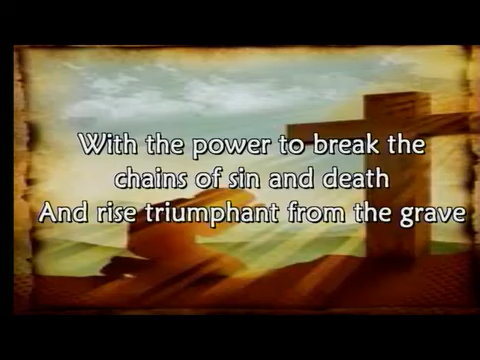 With the power to break the
chains of sin and death
And rise triumphant from the grave